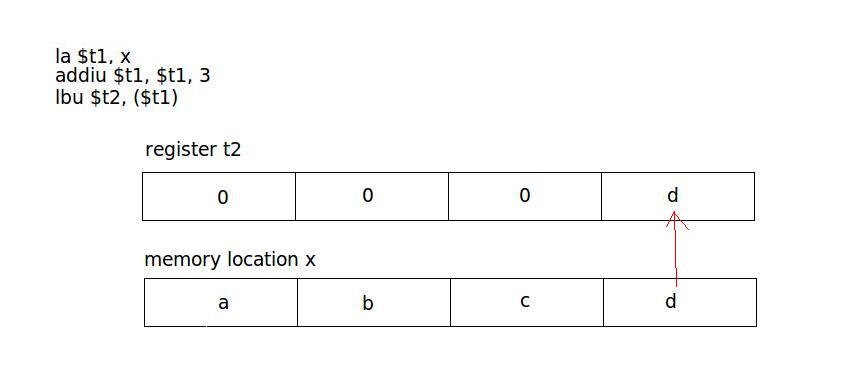 la $t1, x
addiu $t1, $t1, 3
lbu $t2, ($t1)
register t2
0 0 0 d
memory location x
a b c d